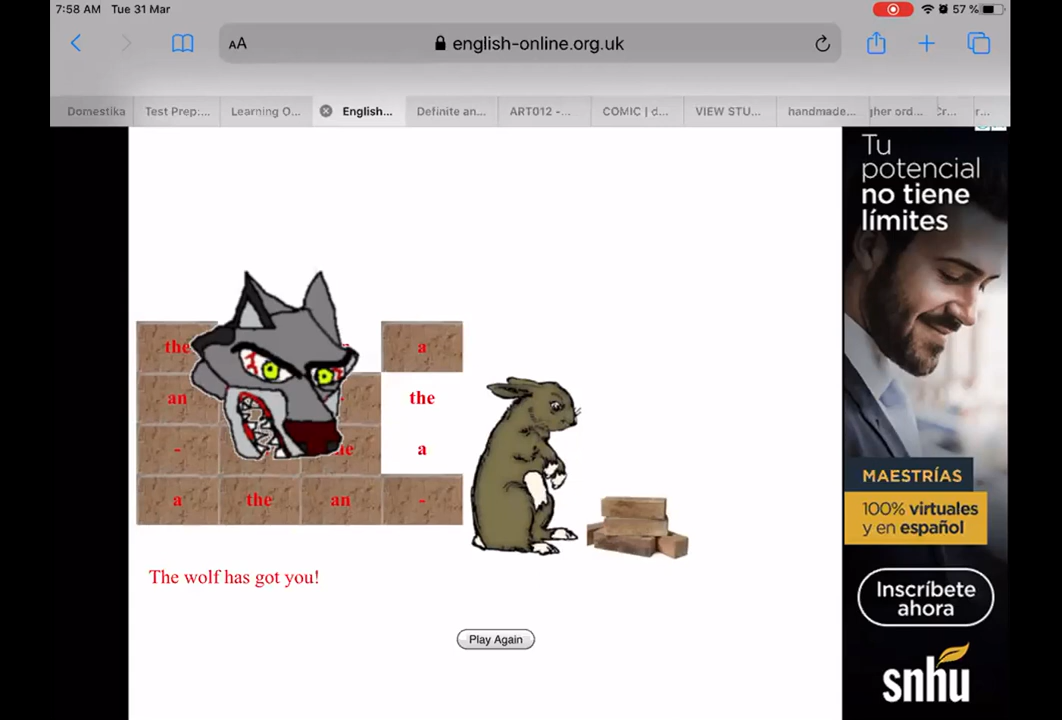 7:58 AM Tue 31 Mar
57 %
AA
english-online.org.uk
Domestika
Test Prep:...
Learning O...
English...
Definite an...
ART012 -...
COMIC | d...
VIEW STU...
handmade...
gher ord...
r...
the a
an the
- a
a the an -
The wolf has got you!
Play Again
Tu
potencial
no tiene
límites
MAESTRÍAS
100% virtuales
y en español
Inscríbete
ahora
snhu